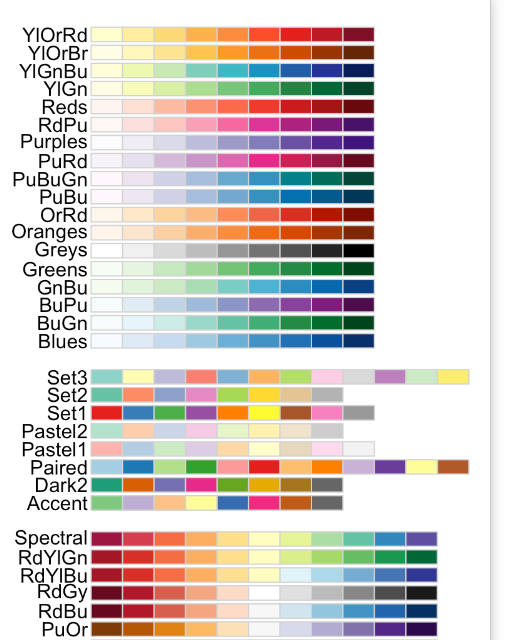 YlOrRd
YlOrBr
YlGnBu
YlGn
Reds
RdPu
Purples
PuRd
PuBuGn
PuBu
OrRd
Oranges
Greys
Greens
GnBu
BuPu
BuGn
Blues
Set3
Set2
Set1
Pastel2
Pastel1
Paired
Dark2
Accent
Spectral
RdYlGn
RdYlBu
RdGy
RdBu
PuOr